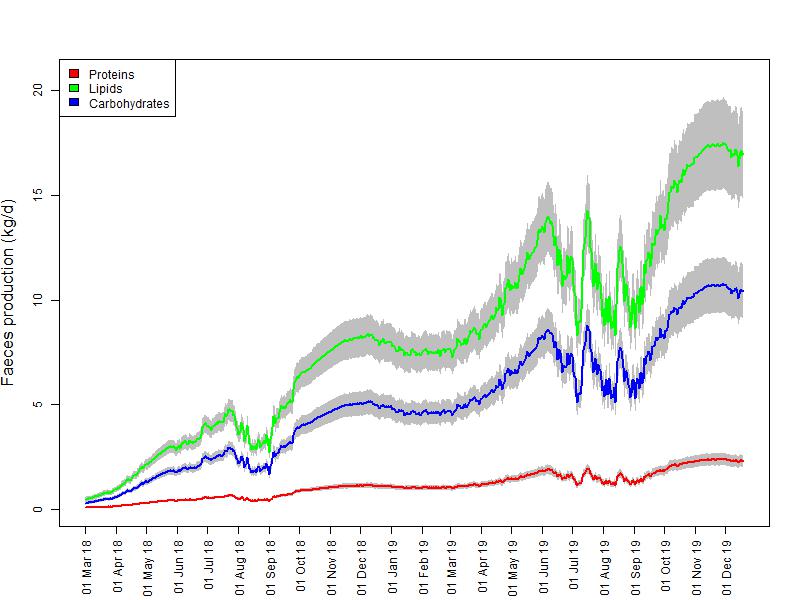 Proteins
Lipids
Carbohydrates
Faeces production (kg/d)
20
15
10
5
0
01 Mar 18
01 Apr 18
01 May 18
01 Jun 18
01 Jul 18
01 Aug 18
01 Sep 18
01 Oct 18
01 Nov 18
01 Dec 18
01 Jan 19
01 Feb 19
01 Mar 19
01 Apr 19
01 May 19
01 Jun 19
01 Jul 19
01 Aug 19
01 Sep 19
01 Oct 19
01 Nov 19
01 Dec 19